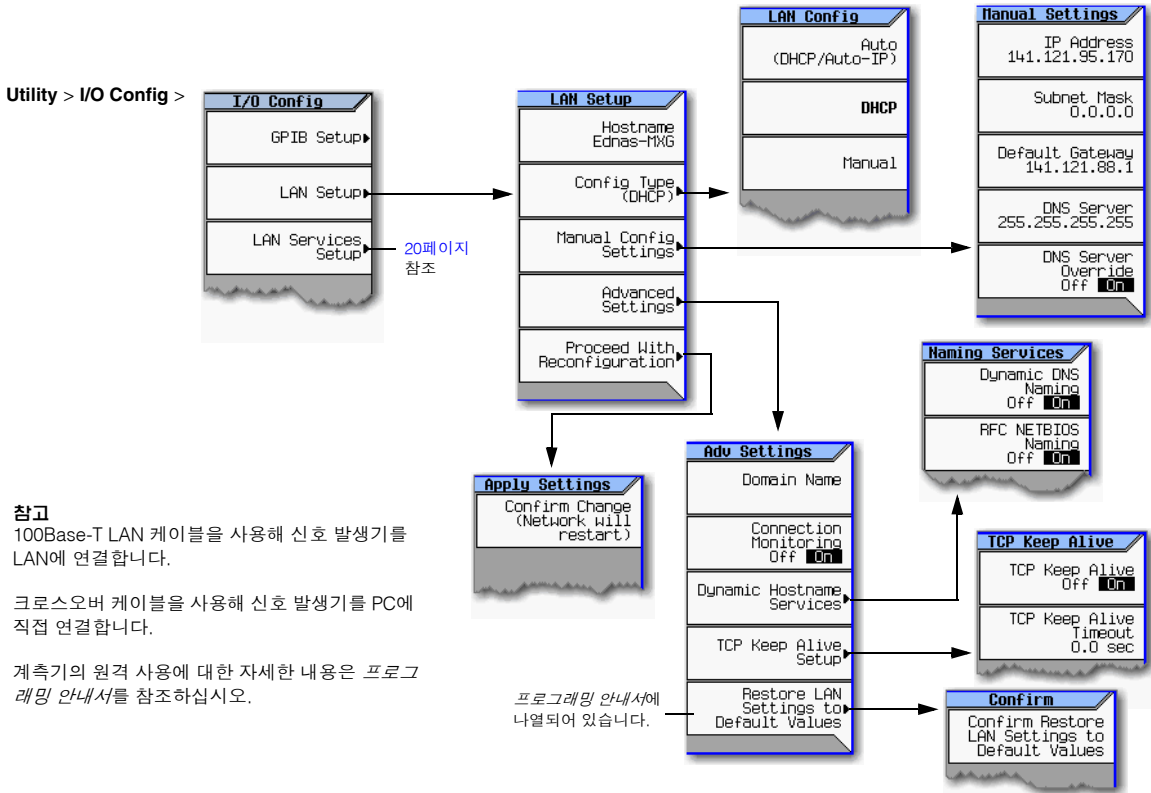 Utility > I/O Config >
I/O Config
GPIB Setup
LAN Setup
LAN Services
Setup
20페이지
참조
LAN Setup
Hostname
Ednas-MXG
Config Type
(DHCP)
Manual Config
Settings
Advanced
Settings
Proceed With
Reconfiguration
LAN Config
Auto
(DHCP/Auto-IP)
DHCP
Manual
Manual Settings
IP Address
141.121.95.170
Subnet Mask
0.0.0.0
Default Gateway
141.121.88.1
DNS Server
255.255.255.255
DNS Server
Override
Off On
Naming Services
Dynamic DNS
Naming
Off On
RFC NETBIOS
Naming
Off On
Apply Settings
Confirm Change
(Network will
restart)
Adv Settings
Domain Name
Connection
Monitoring
Off On
Dynamic Hostname
Services
TCP Keep Alive
Setup
Restore LAN
Settings to
Default Values
TCP Keep Alive
TCP Keep Alive
Off On
TCP Keep Alive
Timeout
0.0 sec
Confirm
Confirm Restore
LAN Settings to
Default Values
프로그래밍 안내서에
나열되어 있습니다.
참고
100Base-T LAN 케이블을 사용해 신호 발생기를
LAN에 연결합니다.
크로스오버 케이블을 사용해 신호 발생기를 PC에
직접 연결합니다.
계측기의 원격 사용에 대한 자세한 내용은 프로그
래밍 안내서를 참조하십시오.